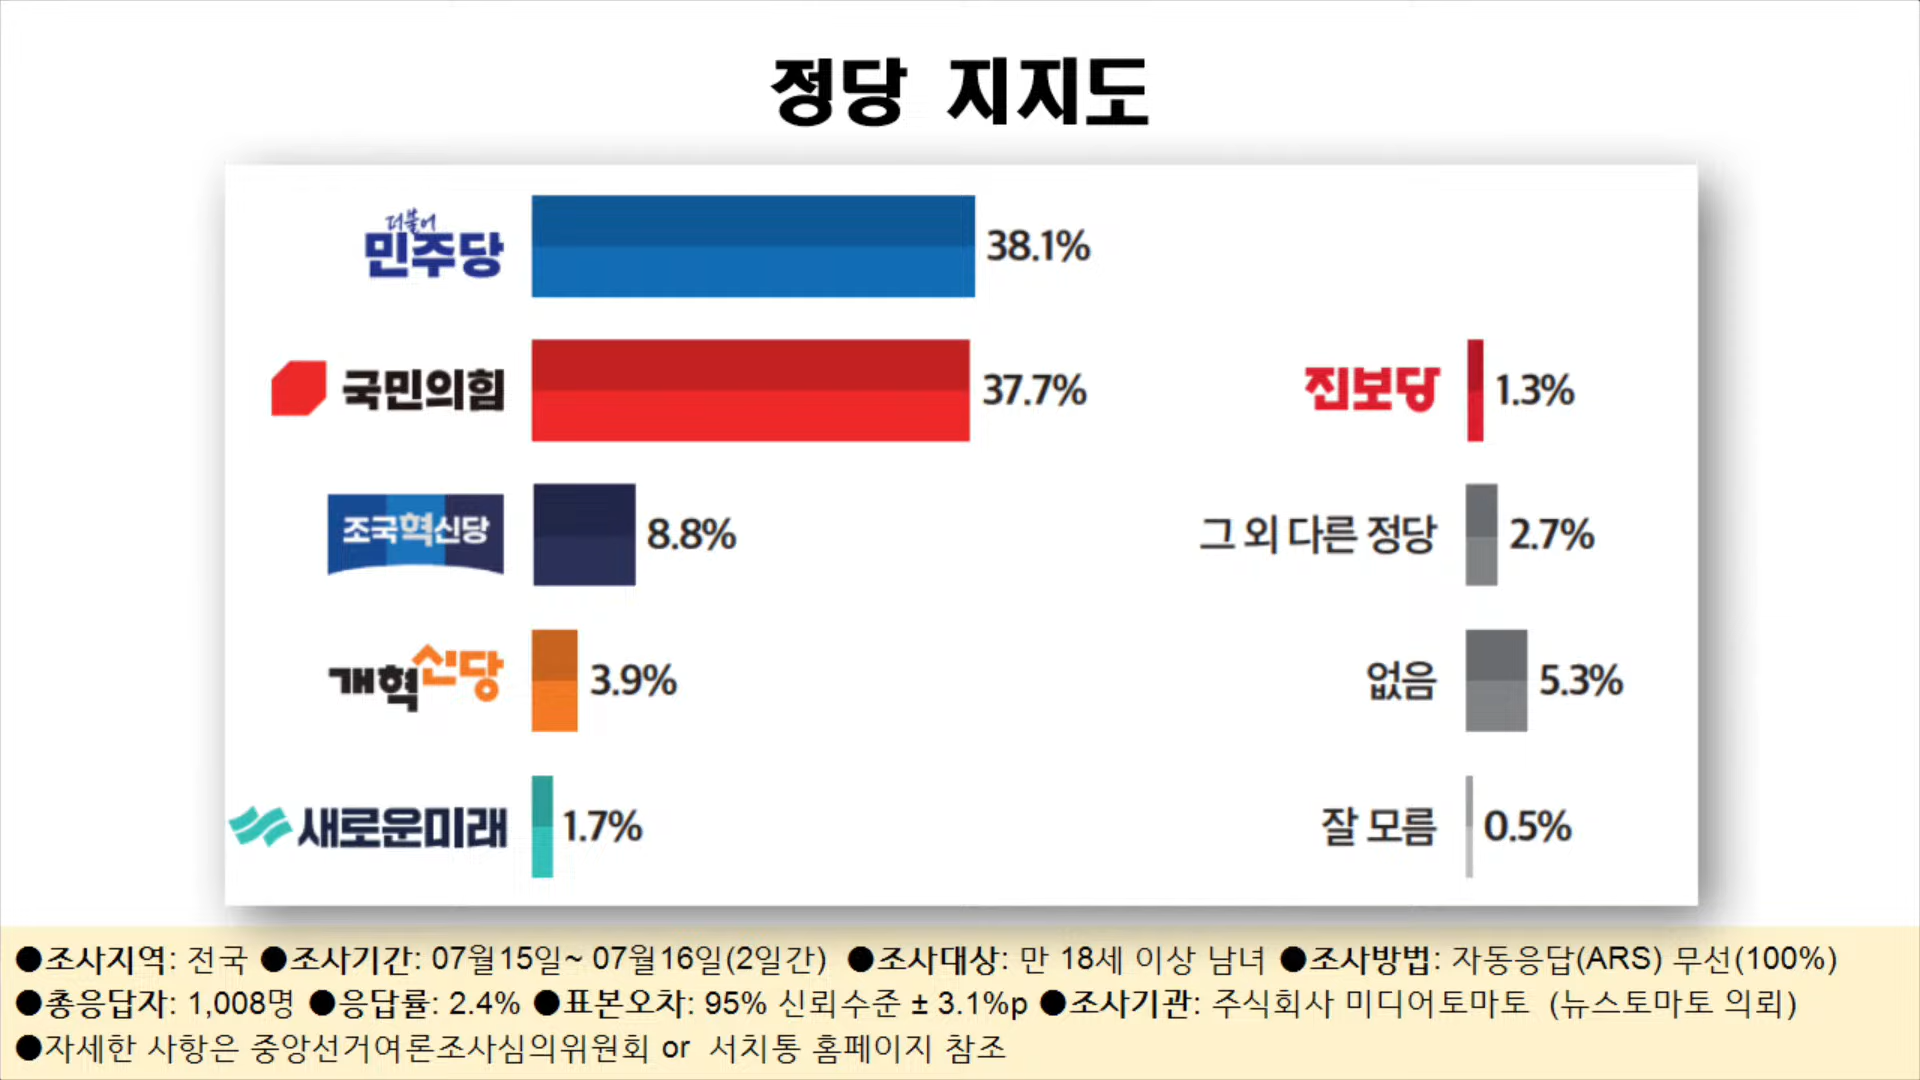 정당 지지도
더불어
민주당
38.1%
국민의힘
37.7%
조국혁신당
8.8%
개혁신당
3.9%
새로운미래
1.7%
진보당
1.3%
그 외 다른 정당
2.7%
없음
5.3%
잘 모름
0.5%
●조사지역: 전국 ●조사기간: 07월15일~ 07월16일(2일간) ●조사대상: 만 18세 이상 남녀 ●조사방법: 자동응답(ARS) 무선(100%)
●총응답자: 1,008명 ●응답률: 2.4% ●표본오차: 95% 신뢰수준 ± 3.1%p ●조사기관: 주식회사 미디어토마토 (뉴스토마토 의뢰)
●자세한 사항은 중앙선거여론조사심의위원회 or 서치통 홈페이지 참조